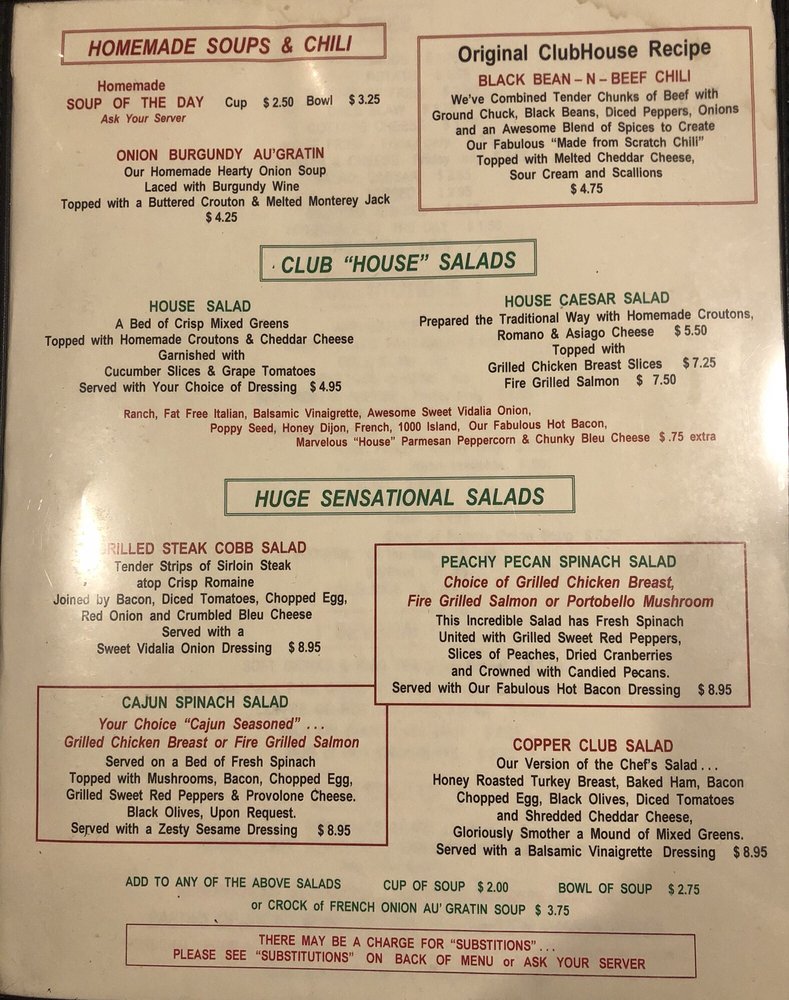 HOMEMADE SOUPS & CHILI
Homemade
SOUP OF THE DAY Cup $2.50 Bowl $3.25
Ask Your Server
ONION BURGUNDY AU'GRATIN
Our Homemade Hearty Onion Soup
Laced with Burgundy Wine
Topped with a Buttered Crouton & Melted Monterey Jack
$4.25
Original ClubHouse Recipe
BLACK BEAN – N – BEEF CHILI
We've Combined Tender Chunks of Beef with
Ground Chuck, Black Beans, Diced Peppers, Onions
and an Awesome Blend of Spices to Create
Our Fabulous "Made from Scratch Chili"
Topped with Melted Cheddar Cheese,
Sour Cream and Scallions
$4.75
CLUB "HOUSE" SALADS
HOUSE SALAD
A Bed of Crisp Mixed Greens
Topped with Homemade Croutons & Cheddar Cheese
Garnished with
Cucumber Slices & Grape Tomatoes
Served with Your Choice of Dressing $4.95
HOUSE CAESAR SALAD
Prepared the Traditional Way with Homemade Croutons,
Romano & Asiago Cheese $5.50
Topped with
Grilled Chicken Breast Slices $7.25
Fire Grilled Salmon $ 7.50
Ranch, Fat Free Italian, Balsamic Vinaigrette, Awesome Sweet Vidalia Onion,
Poppy Seed, Honey Dijon, French, 1000 Island, Our Fabulous Hot Bacon,
Marvelous "House" Parmesan Peppercorn & Chunky Bleu Cheese $.75 extra
HUGE SENSATIONAL SALADS
GRILLED STEAK COBB SALAD
Tender Strips of Sirloin Steak
atop Crisp Romaine
Joined by Bacon, Diced Tomatoes, Chopped Egg,
Red Onion and Crumbled Bleu Cheese
Served with a
Sweet Vidalia Onion Dressing $8.95
PEACHY PECAN SPINACH SALAD
Choice of Grilled Chicken Breast,
Fire Grilled Salmon or Portobello Mushroom
This Incredible Salad has Fresh Spinach
United with Grilled Sweet Red Peppers,
Slices of Peaches, Dried Cranberries
and Crowned with Candied Pecans.
Served with Our Fabulous Hot Bacon Dressing $8.95
CAJUN SPINACH SALAD
Your Choice "Cajun Seasoned" . . .
Grilled Chicken Breast or Fire Grilled Salmon
Served on a Bed of Fresh Spinach
Topped with Mushrooms, Bacon, Chopped Egg,
Grilled Sweet Red Peppers & Provolone Cheese.
Black Olives, Upon Request.
Served with a Zesty Sesame Dressing $8.95
COPPER CLUB SALAD
Our Version of the Chef's Salad . . .
Honey Roasted Turkey Breast, Baked Ham, Bacon
Chopped Egg, Black Olives, Diced Tomatoes
and Shredded Cheddar Cheese,
Gloriously Smother a Mound of Mixed Greens.
Served with a Balsamic Vinaigrette Dressing $8.95
ADD TO ANY OF THE ABOVE SALADS CUP OF SOUP $2.00 BOWL OF SOUP $2.75
or CROCK of FRENCH ONION AU'GRATIN SOUP $ 3.75
THERE MAY BE A CHARGE FOR "SUBSTITIONS" . . .
PLEASE SEE "SUBSTITUTIONS" ON BACK OF MENU or ASK YOUR SERVER